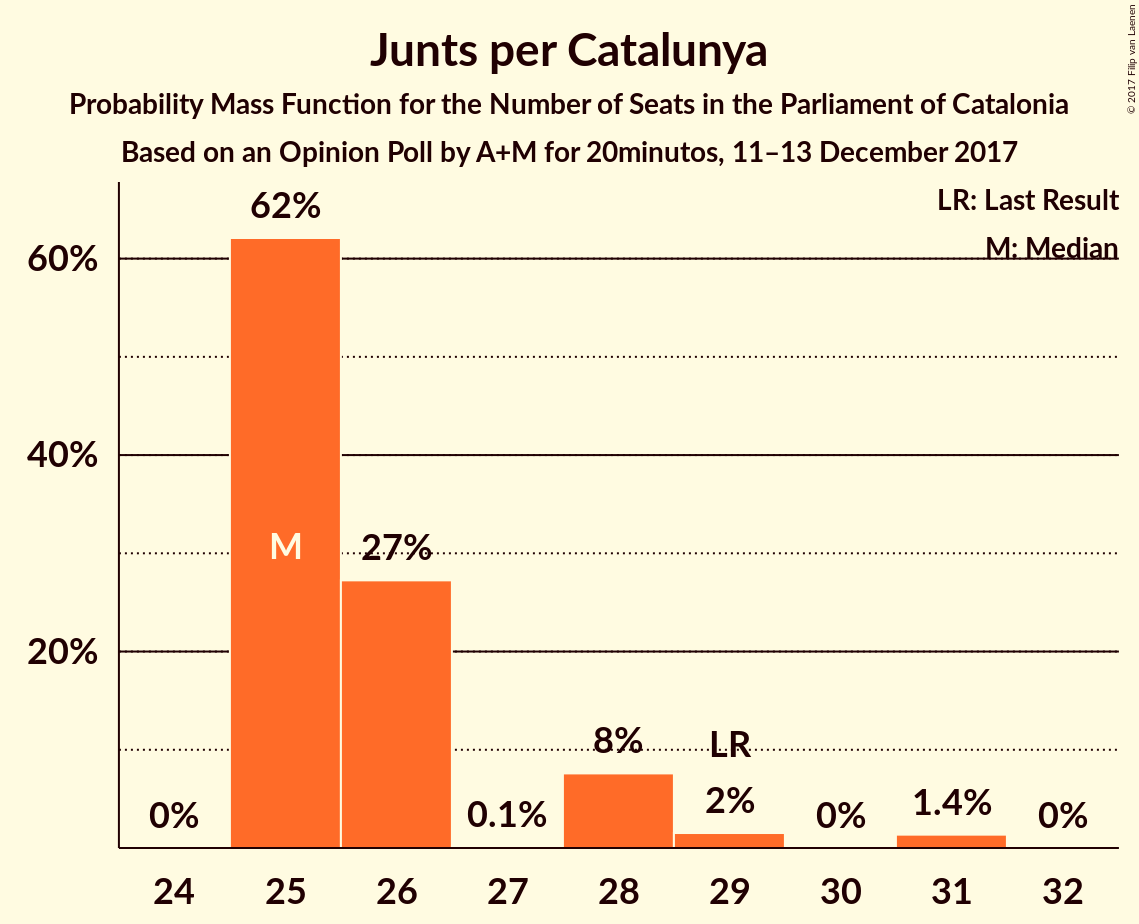 Junts per Catalunya
Probability Mass Function for the Number of Seats in the Parliament of Catalonia
Based on an Opinion Poll by A+M for 20minutos, 11–13 December 2017
© 2017 Filip van Laenen
LR: Last Result
M: Median
60%
40%
20%
0%
62%
M
27%
0.1%
8%
LR
2%
0%
1.4%
0%
24 25 26 27 28 29 30 31 32